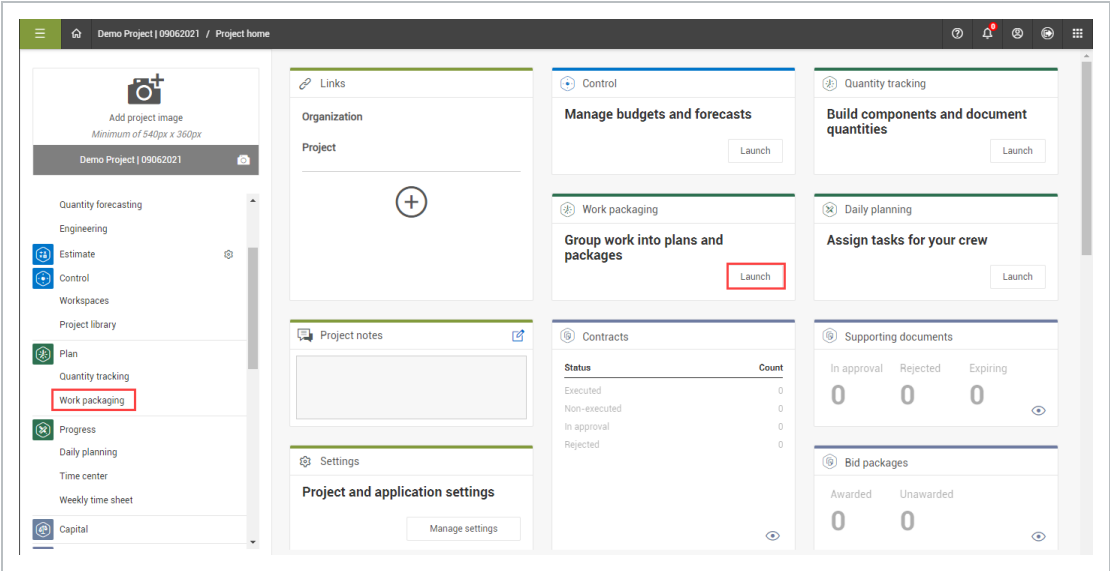 Demo Project | 09062021 / Project home
0
Add project image
Minimum of 540px x 360px
Demo Project | 09062021
Quantity forecasting
Engineering
Estimate
Control
Workspaces
Project library
Plan
Quantity tracking
Work packaging
Progress
Daily planning
Time center
Weekly time sheet
Capital
Links
Organization
Project
Control
Manage budgets and forecasts
Launch
Quantity tracking
Build components and document
quantities
Launch
Work packaging
Group work into plans and
packages
Launch
Daily planning
Assign tasks for your crew
Launch
Project notes
Contracts
Status Count
Executed 0
Non-executed 0
In approval 0
Rejected 0
Supporting documents
In approval Rejected Expiring
0 0 0
Settings
Project and application settings
Manage settings
Bid packages
Awarded Unawarded
0 0